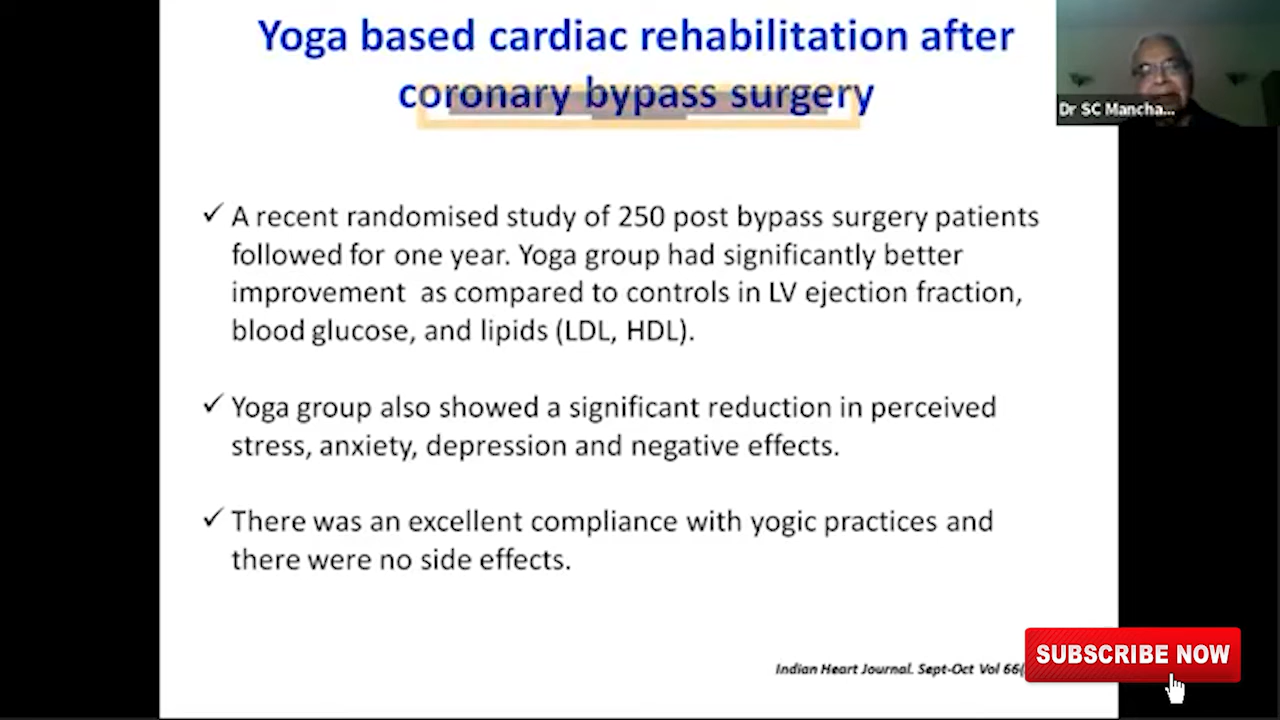 Yoga based cardiac rehabilitation after
coronary bypass surgery
Dr SC Mancha...
✓ A recent randomised study of 250 post bypass surgery patients
followed for one year. Yoga group had significantly better
improvement as compared to controls in LV ejection fraction,
blood glucose, and lipids (LDL, HDL).
✓ Yoga group also showed a significant reduction in perceived
stress, anxiety, depression and negative effects.
✓ There was an excellent compliance with yogic practices and
there were no side effects.
Indian Heart Journal. Sept-Oct Vol 66(
SUBSCRIBE NOW